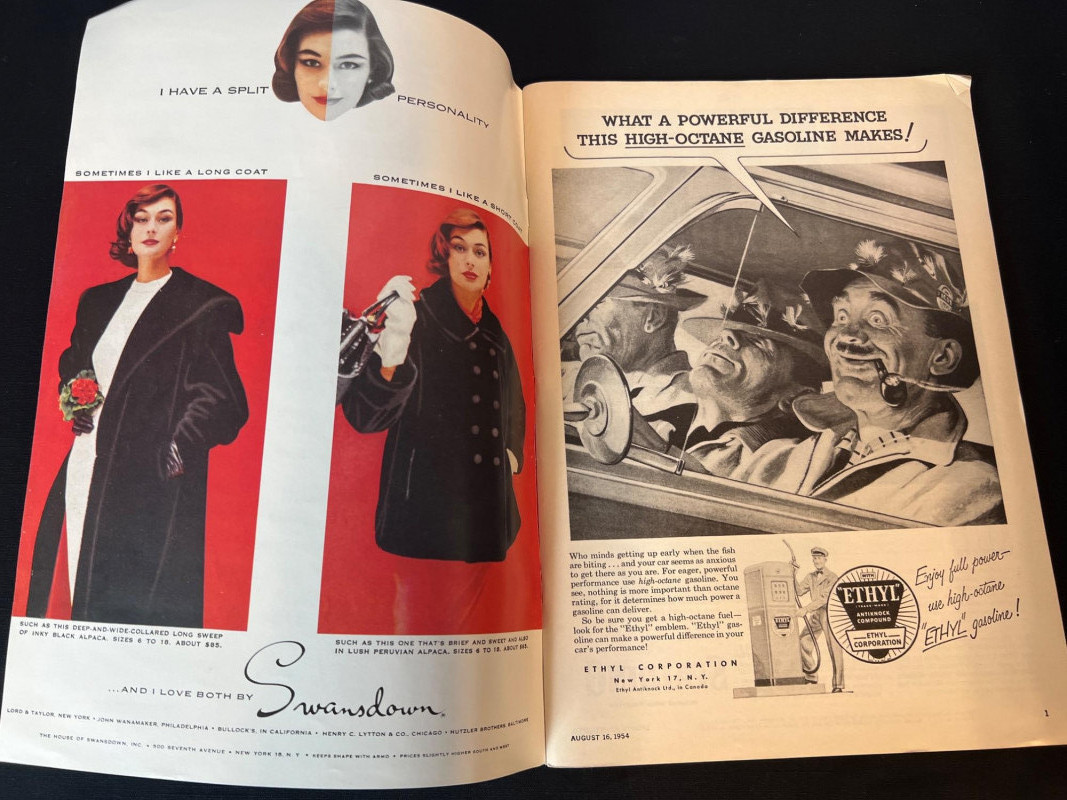 I HAVE A SPLIT PERSONALITY
SOMETIMES I LIKE A LONG COAT
SOMETIMES I LIKE A SHORT COAT
SUCH AS THIS DEEP-AND-WIDE-COLLARED LONG SWEEP
OF INKY BLACK ALPACA. SIZES 6 TO 18. ABOUT $85.
SUCH AS THIS ONE THAT'S BRIEF AND SWEET AND ALSO
IN LUSH PERUVIAN ALPACA. SIZES 6 TO 18. ABOUT $65.
...AND I LOVE BOTH BY Swansdown
LORD & TAYLOR, NEW YORK • JOHN WANAMAKER, PHILADELPHIA • BULLOCK'S, IN CALIFORNIA • HENRY C. LYTTON & CO., CHICAGO • HUTZLER BROTHERS, BALTIMORE
THE HOUSE OF SWANSDOWN, INC. • 500 SEVENTH AVENUE • NEW YORK 18, N. Y. • KEEPS SHAPE WITH ARMO • PRICES SLIGHTLY HIGHER SOUTH AND WEST
WHAT A POWERFUL DIFFERENCE
THIS HIGH-OCTANE GASOLINE MAKES!
Who minds getting up early when the fish
are biting . . . and your car seems as anxious
to get there as you are. For eager, powerful
performance use high-octane gasoline. You
see, nothing is more important than octane
rating, for it determines how much power a
gasoline can deliver.
So be sure you get a high-octane fuel—
look for the "Ethyl" emblem. "Ethyl" gas-
oline can make a powerful difference in your
car's performance!
ETHYL CORPORATION
New York 17, N. Y.
Ethyl Antiknock Ltd., in Canada
WITH
"ETHYL"
TRADE-MARK
ANTIKNOCK
COMPOUND
ETHYL
CORPORATION
Enjoy full power—
use high-octane
"ETHYL" gasoline!
AUGUST 16, 1954
1